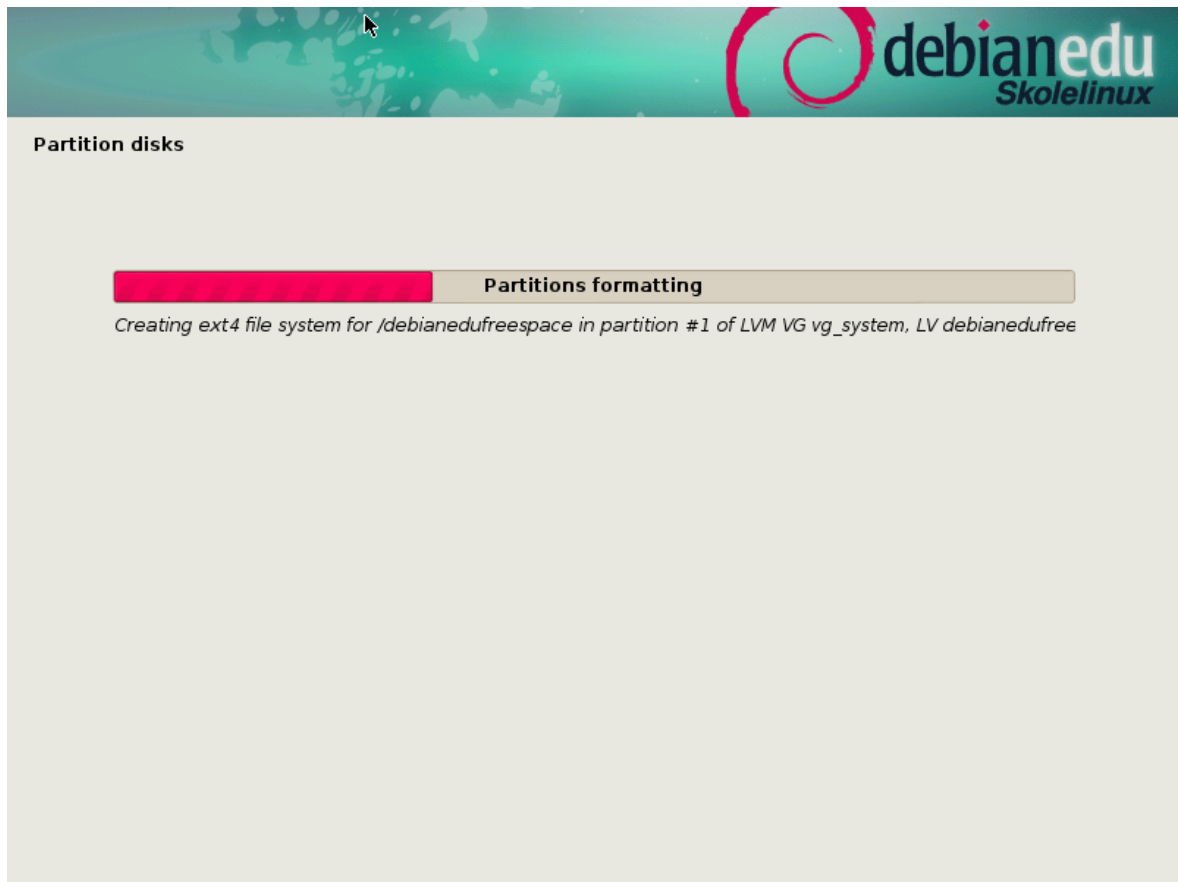 debianedu
Skolelinux
Partition disks
Partitions formatting
Creating ext4 file system for /debianedufreespace in partition #1 of LVM VG vg_system, LV debianedufree